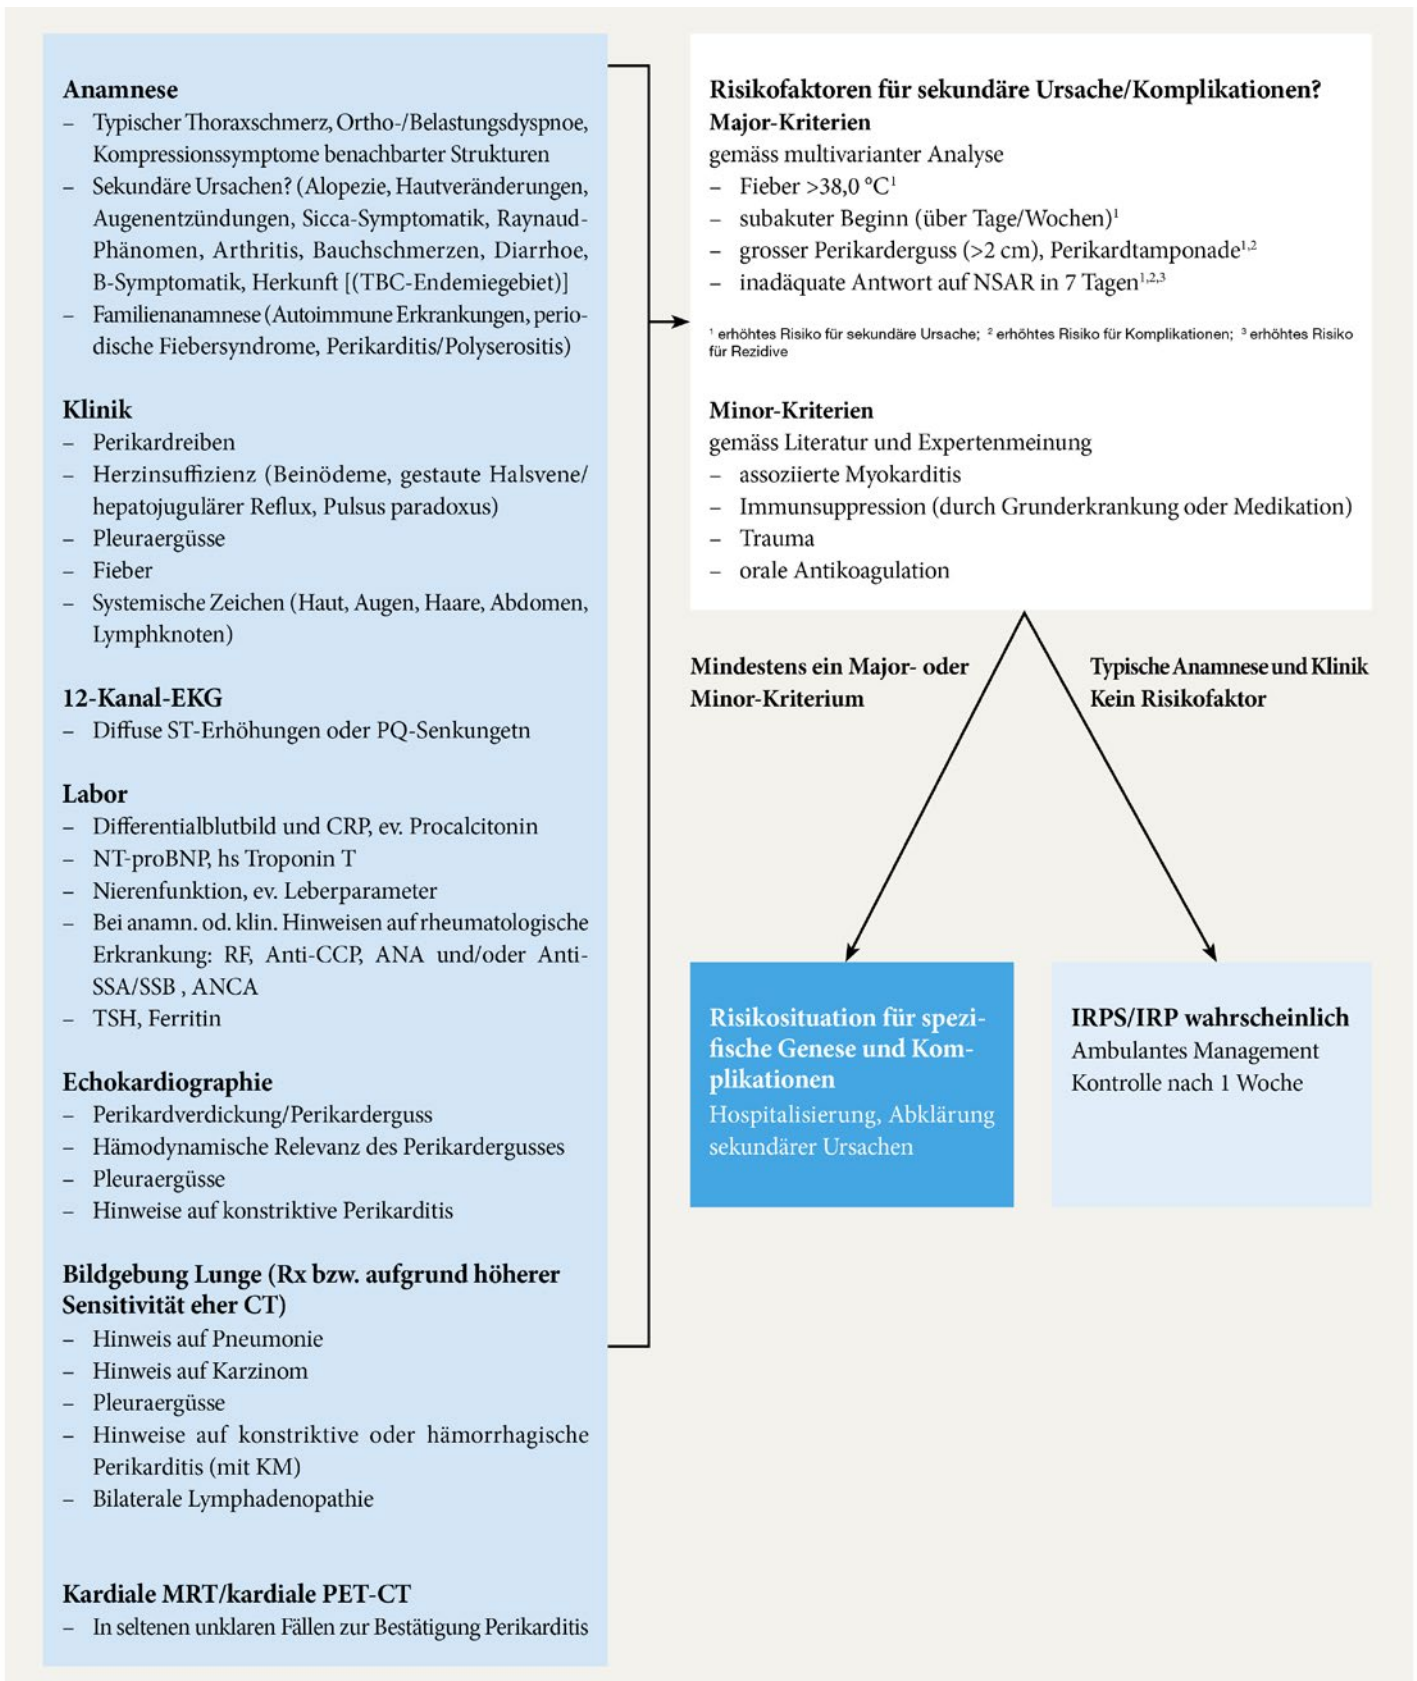 Anamnese
– Typischer Thoraxschmerz, Ortho-/Belastungsdyspnoe,
Kompressionssymptome benachbarter Strukturen
– Sekundäre Ursachen? (Alopezie, Hautveränderungen,
Augenentzündungen, Sicca-Symptomatik, Raynaud-
Phänomen, Arthritis, Bauchschmerzen, Diarrhoe,
B-Symptomatik, Herkunft [(TBC-Endemiegebiet)]
– Familienanamnese (Autoimmune Erkrankungen, perio-
dische Fiebersyndrome, Perikarditis/Polyserositis)
Klinik
– Perikardreiben
– Herzinsuffizienz (Beinödeme, gestaute Halsvene/
hepatojugulärer Reflux, Pulsus paradoxus)
– Pleuraergüsse
– Fieber
– Systemische Zeichen (Haut, Augen, Haare, Abdomen,
Lymphknoten)
12-Kanal-EKG
– Diffuse ST-Erhöhungen oder PQ-Senkungetn
Labor
– Differentialblutbild und CRP, ev. Procalcitonin
– NT-proBNP, hs Troponin T
– Nierenfunktion, ev. Leberparameter
– Bei anamn. od. klin. Hinweisen auf rheumatologische
Erkrankung: RF, Anti-CCP, ANA und/oder Anti-
SSA/SSB , ANCA
– TSH, Ferritin
Echokardiographie
– Perikardverdickung/Perikarderguss
– Hämodynamische Relevanz des Perikardergusses
– Pleuraergüsse
– Hinweise auf konstriktive Perikarditis
Bildgebung Lunge (Rx bzw. aufgrund höherer
Sensitivität eher CT)
– Hinweis auf Pneumonie
– Hinweis auf Karzinom
– Pleuraergüsse
– Hinweise auf konstriktive oder hämorrhagische
Perikarditis (mit KM)
– Bilaterale Lymphadenopathie
Kardiale MRT/kardiale PET-CT
– In seltenen unklaren Fällen zur Bestätigung Perikarditis
Risikofaktoren für sekundäre Ursache/Komplikationen?
Major-Kriterien
gemäss multivarianter Analyse
– Fieber >38,0 °C¹
– subakuter Beginn (über Tage/Wochen)¹
– grosser Perikarderguss (>2 cm), Perikardtamponade¹,²
– inadäquate Antwort auf NSAR in 7 Tagen¹,²,³
¹ erhöhtes Risiko für sekundäre Ursache; ² erhöhtes Risiko für Komplikationen; ³ erhöhtes Risiko
für Rezidive
Minor-Kriterien
gemäss Literatur und Expertenmeinung
– assoziierte Myokarditis
– Immunsuppression (durch Grunderkrankung oder Medikation)
– Trauma
– orale Antikoagulation
Mindestens ein Major- oder
Minor-Kriterium
Typische Anamnese und Klinik
Kein Risikofaktor
Risikosituation für spezi-
fische Genese und Kom-
plikationen
Hospitalisierung, Abklärung
sekundärer Ursachen
IRPS/IRP wahrscheinlich
Ambulantes Management
Kontrolle nach 1 Woche